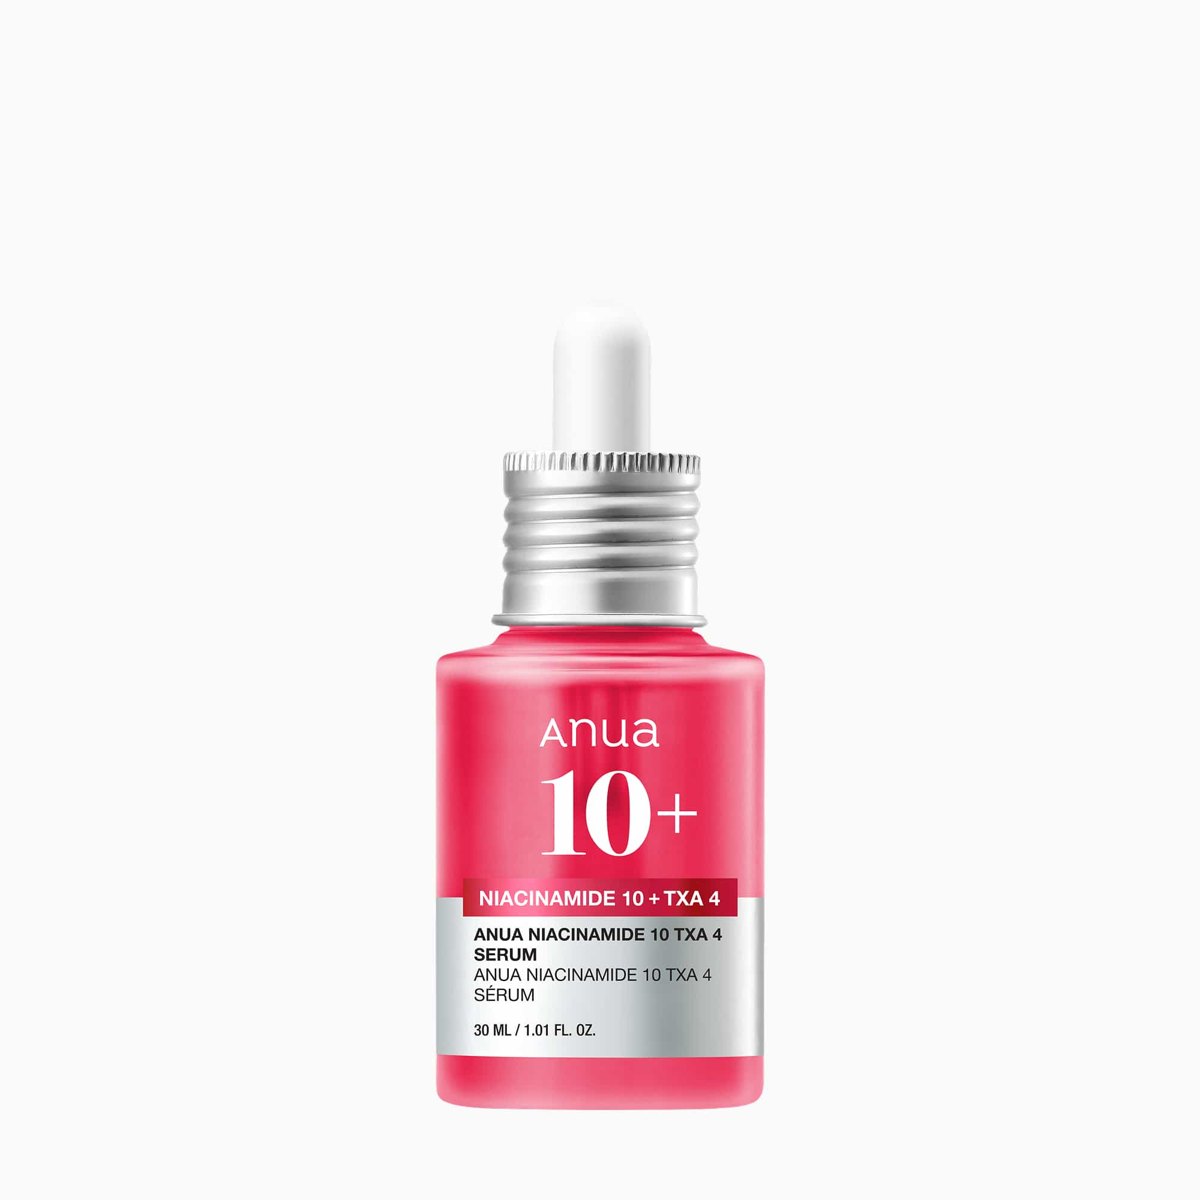 Anua
10+
NIACINAMIDE 10 + TXA 4
ANUA NIACINAMIDE 10 TXA 4
SERUM
ANUA NIACINAMIDE 10 TXA 4
SÉRUM
30 ML / 1.01 FL. OZ.